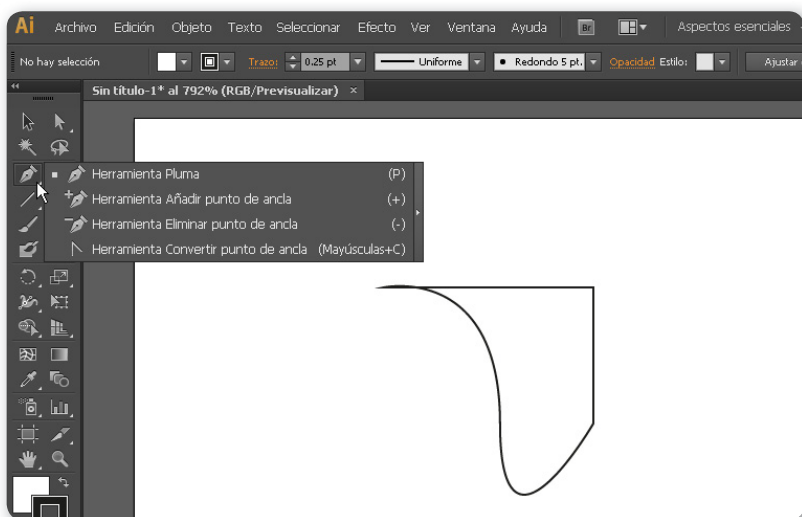 Ai Archivo Edición Objeto Texto Seleccionar Efecto Ver Ventana Ayuda Br Aspectos esenciales
No hay selección Trazo: 0.25 pt Uniforme Redondo 5 pt. Opacidad Estilo: Ajustar
Sin título-1* al 792% (RGB/Previsualizar) ×
Herramienta Pluma (P)
Herramienta Añadir punto de ancla (+)
Herramienta Eliminar punto de ancla (-)
Herramienta Convertir punto de ancla (Mayúsculas+C)